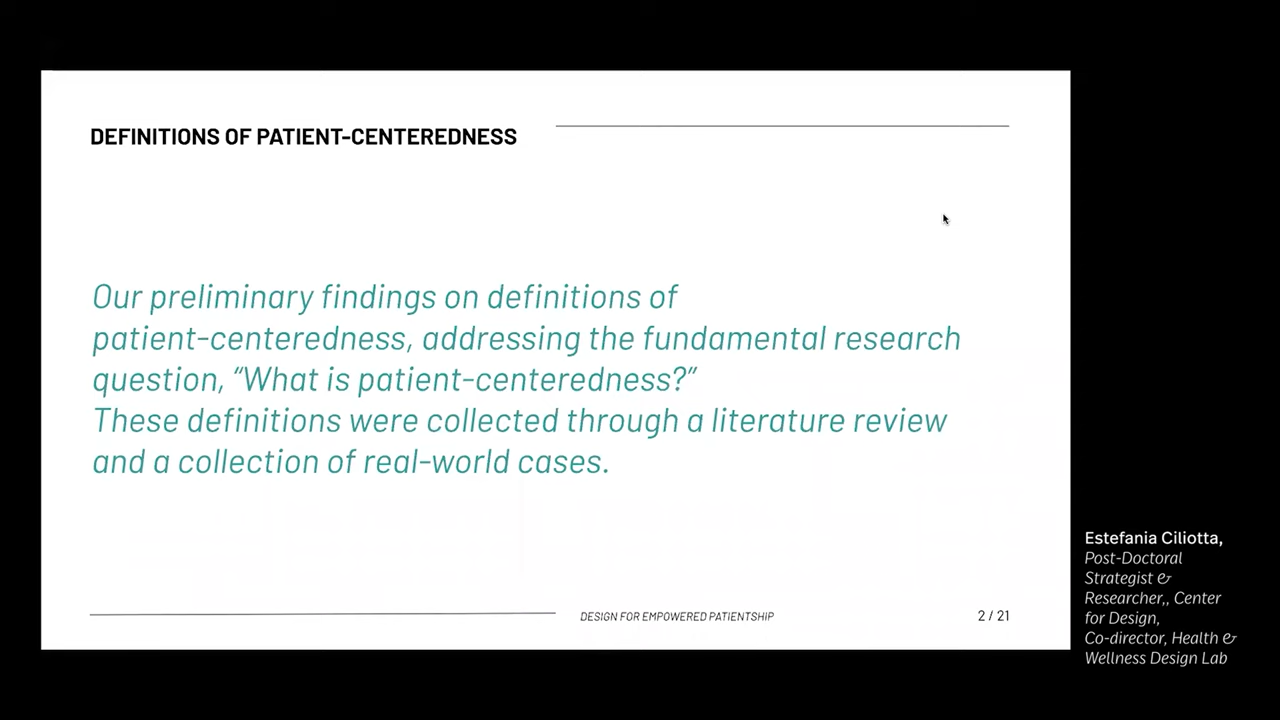 DEFINITIONS OF PATIENT-CENTEREDNESS
Our preliminary findings on definitions of
patient-centeredness, addressing the fundamental research
question, “What is patient-centeredness?”
These definitions were collected through a literature review
and a collection of real-world cases.
DESIGN FOR EMPOWERED PATIENTSHIP
2 / 21
Estefania Ciliotta,
Post-Doctoral
Strategist &
Researcher,, Center
for Design,
Co-director, Health &
Wellness Design Lab